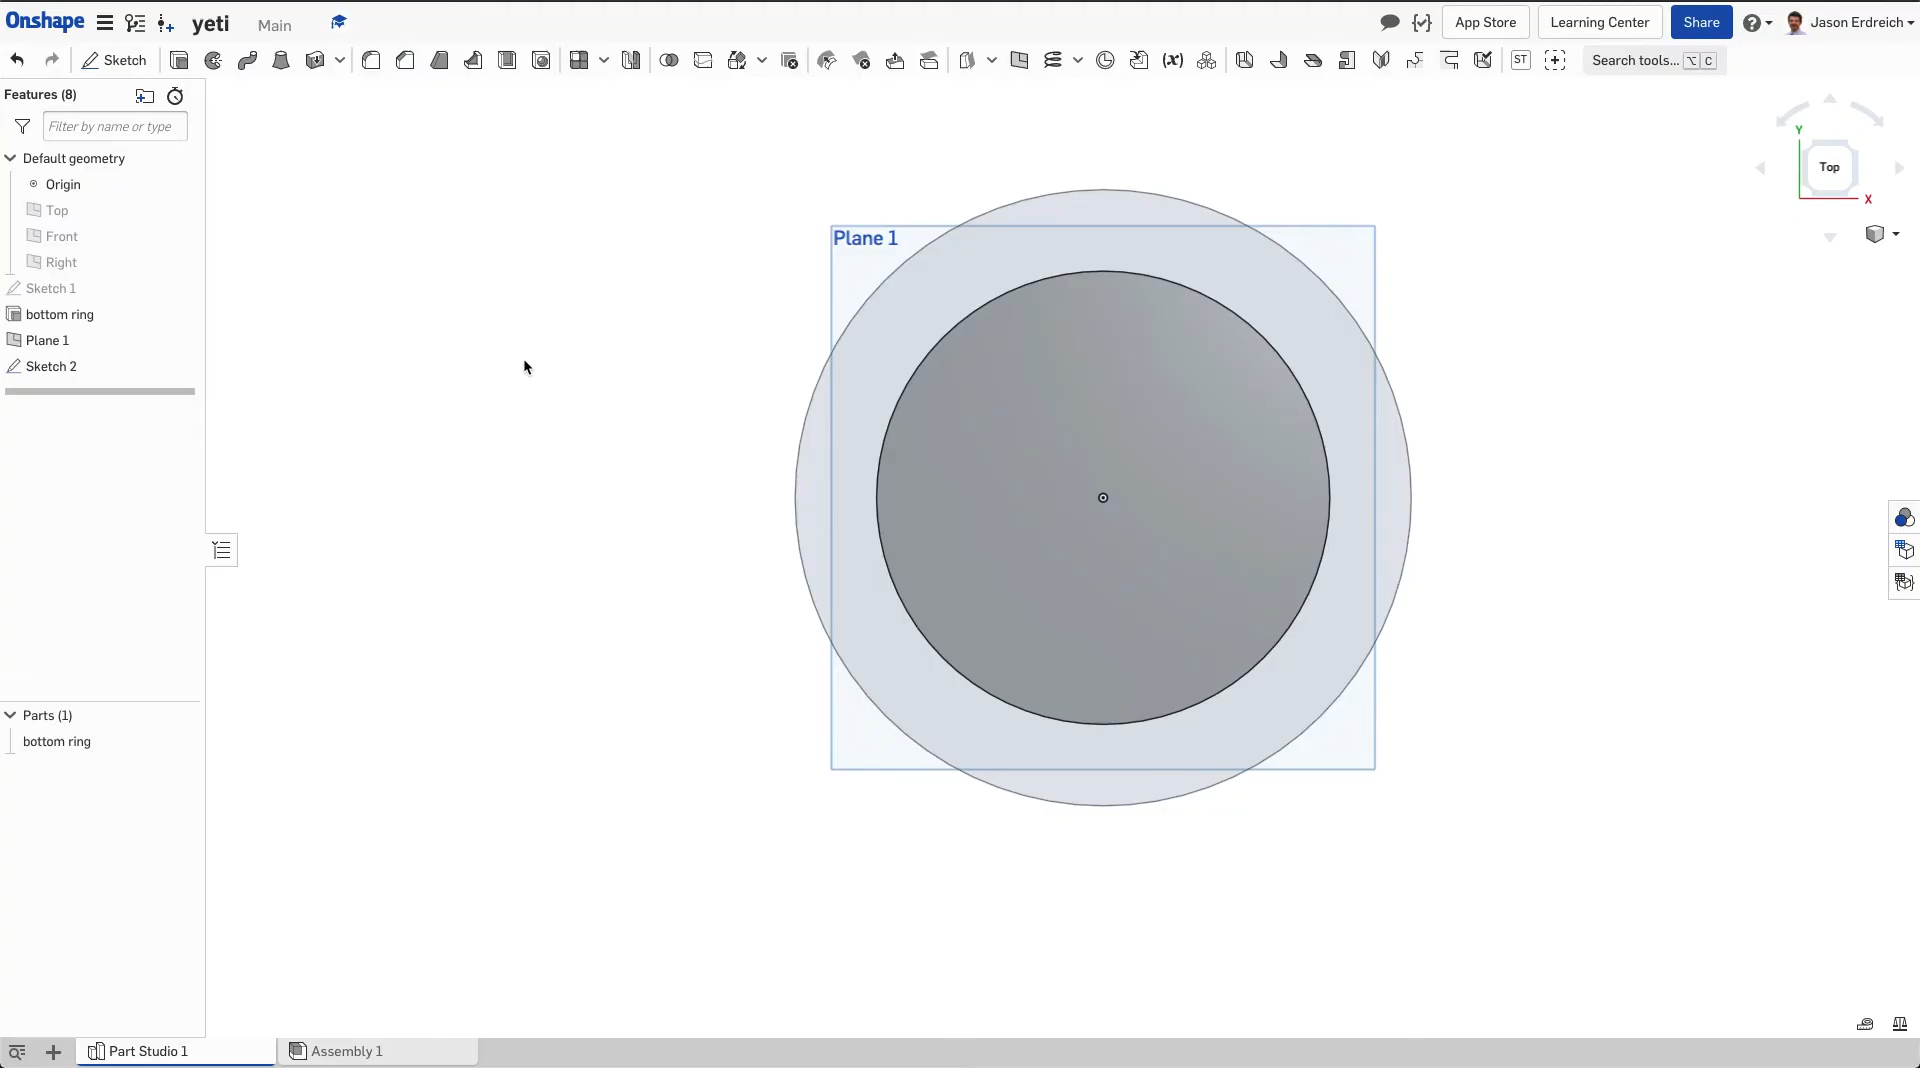 Onshape yeti Main App Store Learning Center Share Jason Erdreich
Sketch ST Search tools... ⌥ C
Features (8)
Filter by name or type
Default geometry
Origin
Top
Front
Right
Sketch 1
bottom ring
Plane 1
Sketch 2
Parts (1)
bottom ring
Plane 1
Y
Top
X
(x)
Part Studio 1
Assembly 1